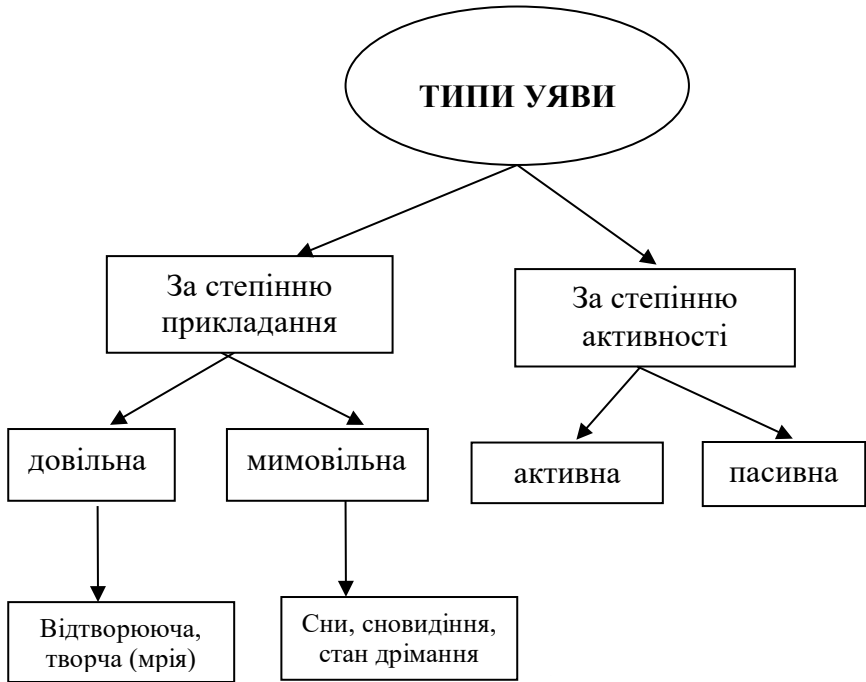 ТИПИ УЯВИ
За степінню
прикладання
За степінню
активності
довільна
мимовільна
активна
пасивна
Відтворююча,
творча (мрія)
Сни, сновидіння,
стан дрімання